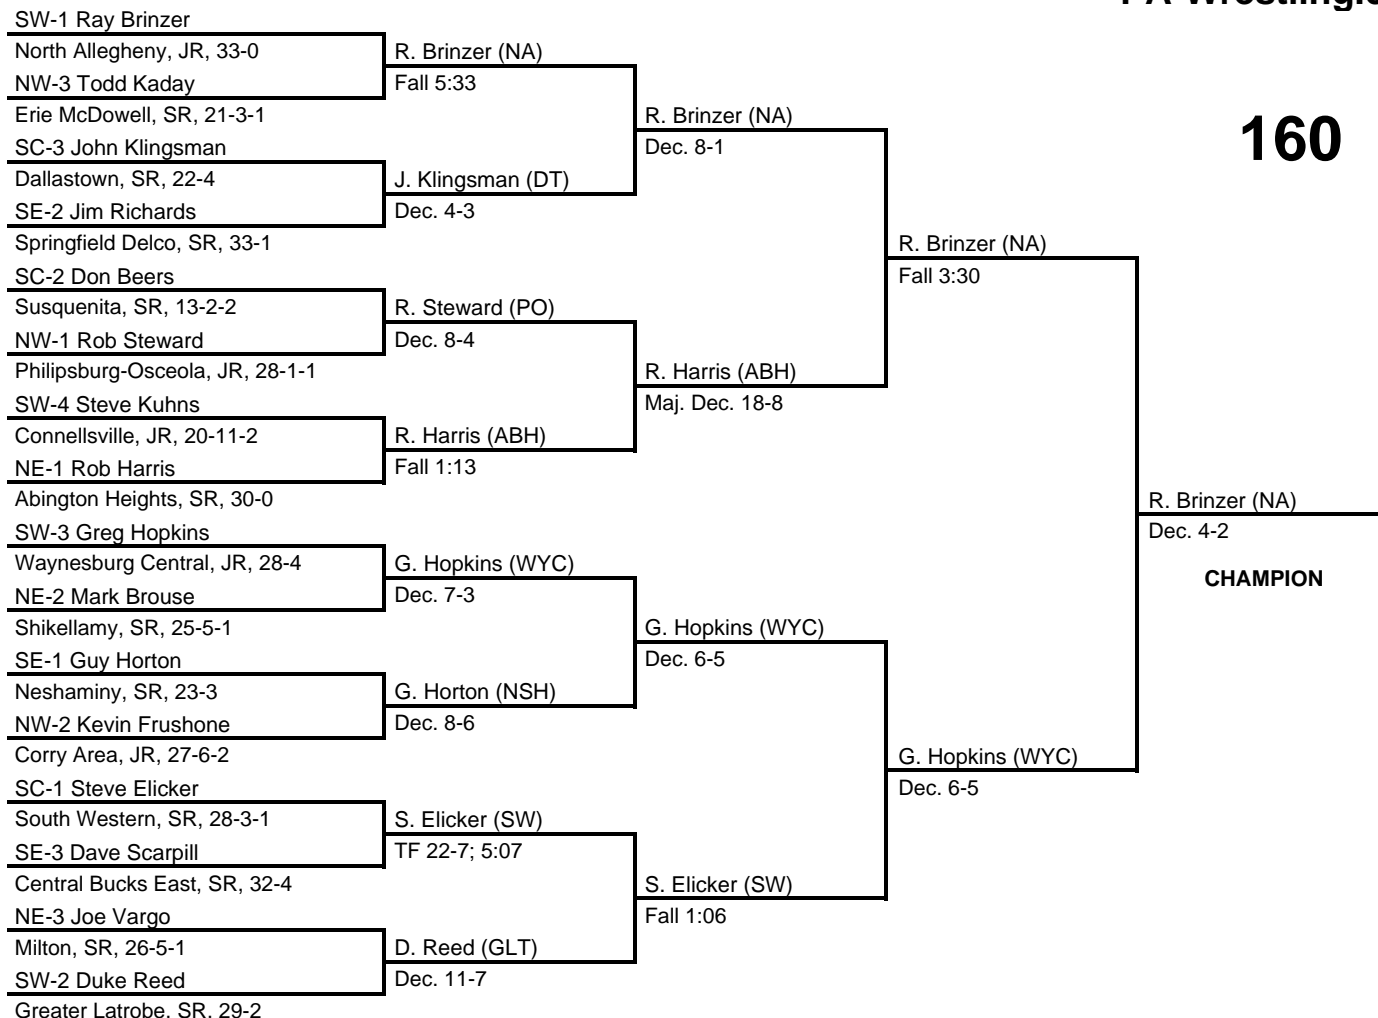 PA Wrestling
SW-1 Ray Brinzer
North Allegheny, JR, 33-0
R. Brinzer (NA)
NW-3 Todd Kaday
Fall 5:33
Erie McDowell, SR, 21-3-1
R. Brinzer (NA)
160
SC-3 John Klingsman
Dec. 8-1
Dallastown, SR, 22-4
J. Klingsman (DT)
SE-2 Jim Richards
Dec. 4-3
Springfield Delco, SR, 33-1
R. Brinzer (NA)
SC-2 Don Beers
Fall 3:30
Susquenita, SR, 13-2-2
R. Steward (PO)
NW-1 Rob Steward
Dec. 8-4
Philipsburg-Osceola, JR, 28-1-1
R. Harris (ABH)
SW-4 Steve Kuhns
Maj. Dec. 18-8
Connellsville, JR, 20-11-2
R. Harris (ABH)
NE-1 Rob Harris
Fall 1:13
Abington Heights, SR, 30-0
R. Brinzer (NA)
SW-3 Greg Hopkins
Dec. 4-2
Waynesburg Central, JR, 28-4
G. Hopkins (WYC)
CHAMPION
NE-2 Mark Brouse
Dec. 7-3
Shikellamy, SR, 25-5-1
G. Hopkins (WYC)
SE-1 Guy Horton
Dec. 6-5
Neshaminy, SR, 23-3
G. Horton (NSH)
NW-2 Kevin Frushone
Dec. 8-6
Corry Area, JR, 27-6-2
G. Hopkins (WYC)
SC-1 Steve Elicker
Dec. 6-5
South Western, SR, 28-3-1
S. Elicker (SW)
SE-3 Dave Scarpill
TF 22-7; 5:07
Central Bucks East, SR, 32-4
S. Elicker (SW)
NE-3 Joe Vargo
Fall 1:06
Milton, SR, 26-5-1
D. Reed (GLT)
SW-2 Duke Reed
Dec. 11-7
Greater Latrobe, SR, 29-2